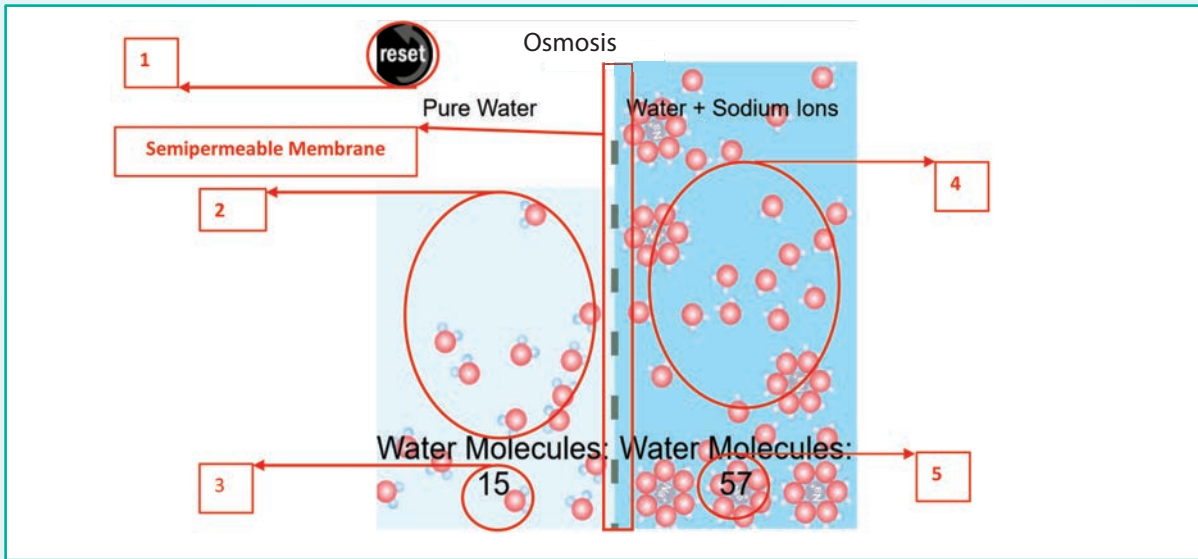 Osmosis
reset
1
Pure Water
Water + Sodium Ions
Semipermeable Membrane
2
4
Water Molecules:
15
Water Molecules:
57
3
5